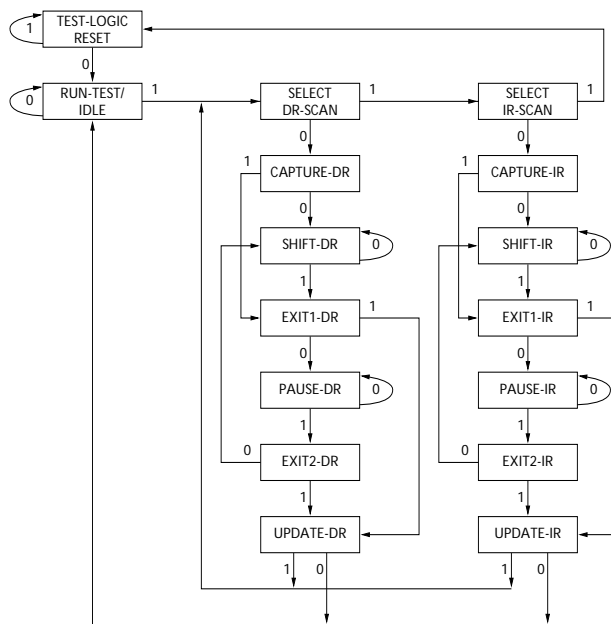 TEST-LOGIC
RESET
1
0
RUN-TEST/
IDLE
0
1
SELECT
DR-SCAN
1
SELECT
IR-SCAN
1
0
0
CAPTURE-DR
1
CAPTURE-IR
1
0
0
SHIFT-DR
0
SHIFT-IR
0
1
1
EXIT1-DR
1
EXIT1-IR
1
0
0
PAUSE-DR
0
PAUSE-IR
0
1
1
EXIT2-DR
0
EXIT2-IR
0
1
1
UPDATE-DR
UPDATE-IR
1
0
1
0